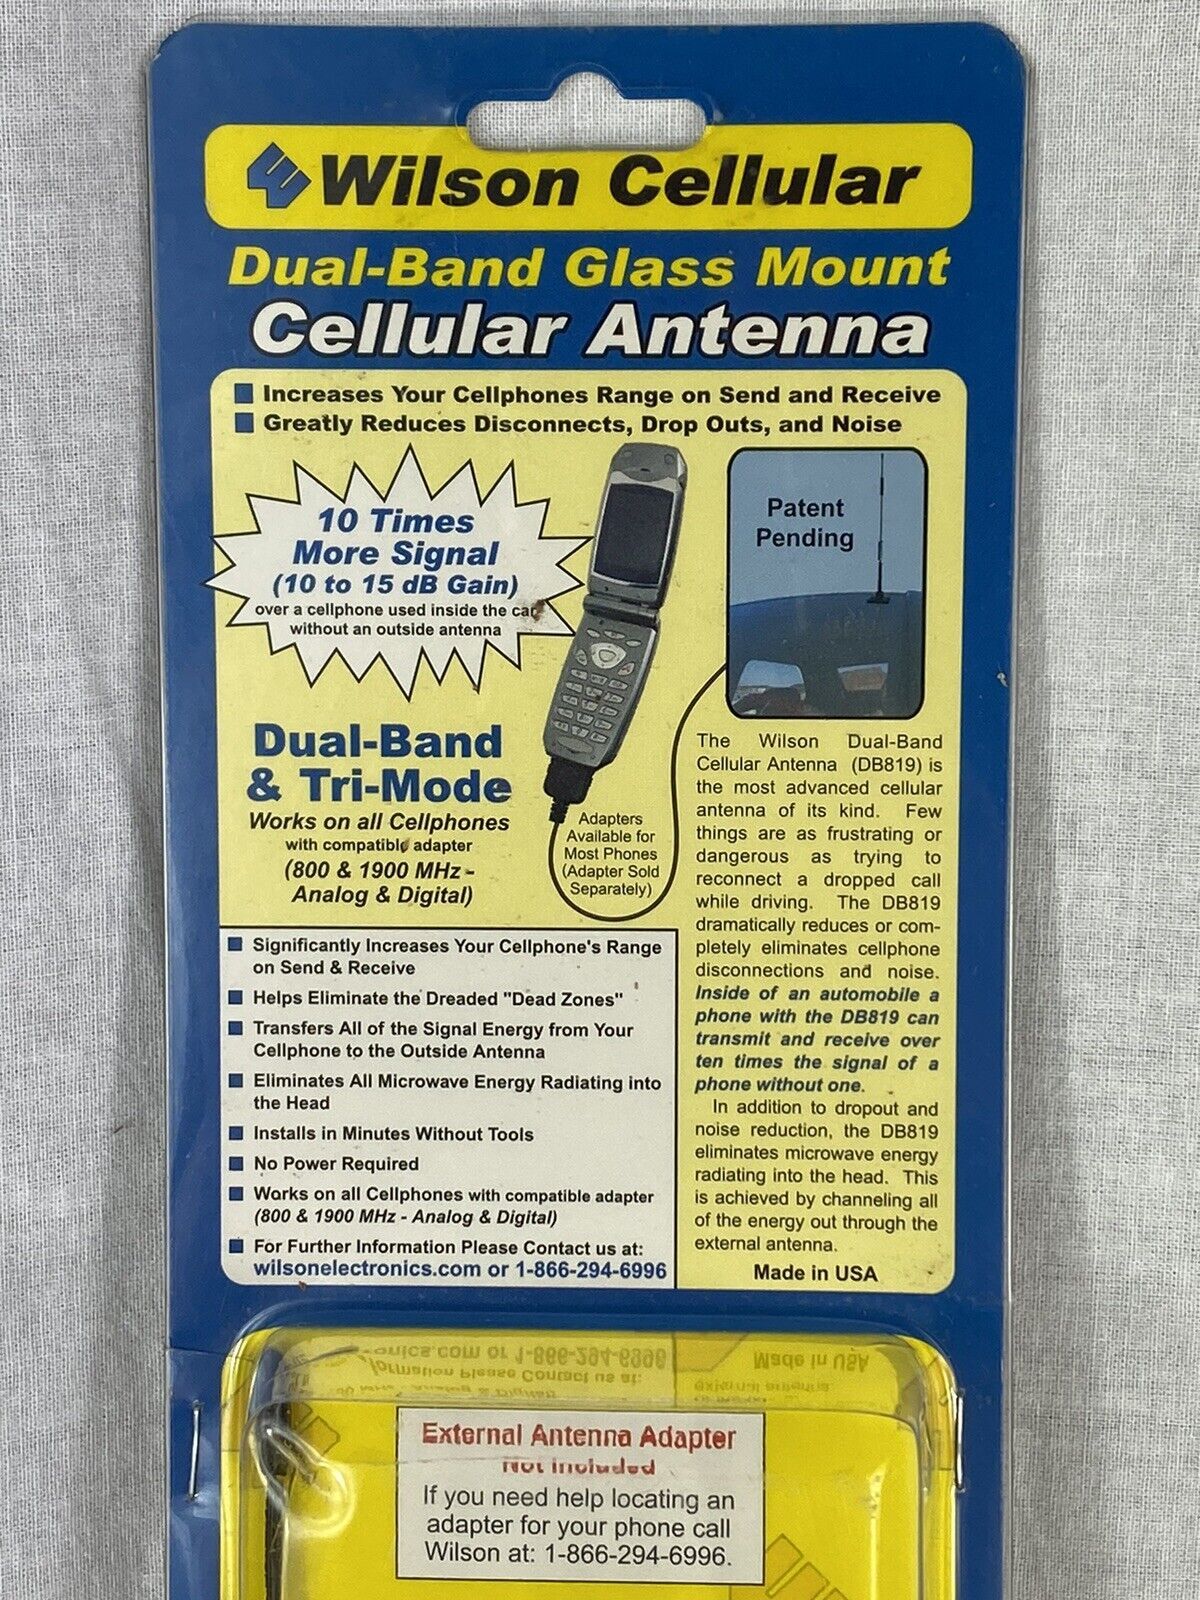 Wilson Cellular
Dual-Band Glass Mount
Cellular Antenna
Increases Your Cellphones Range on Send and Receive
Greatly Reduces Disconnects, Drop Outs, and Noise
10 Times
More Signal
(10 to 15 dB Gain)
over a cellphone used inside the car
without an outside antenna
Patent
Pending
Dual-Band
& Tri-Mode
Works on all Cellphones
with compatible adapter
(800 & 1900 MHz -
Analog & Digital)
Adapters
Available for
Most Phones
(Adapter Sold
Separately)
The Wilson Dual-Band
Cellular Antenna (DB819) is
the most advanced cellular
antenna of its kind. Few
things are as frustrating or
dangerous as trying to
reconnect a dropped call
while driving. The DB819
dramatically reduces or com-
pletely eliminates cellphone
disconnections and noise.
Inside of an automobile a
phone with the DB819 can
transmit and receive over
ten times the signal of a
phone without one.
In addition to dropout and
noise reduction, the DB819
eliminates microwave energy
radiating into the head. This
is achieved by channeling all
of the energy out through the
external antenna.
Made in USA
Significantly Increases Your Cellphone's Range
on Send & Receive
Helps Eliminate the Dreaded "Dead Zones"
Transfers All of the Signal Energy from Your
Cellphone to the Outside Antenna
Eliminates All Microwave Energy Radiating into
the Head
Installs in Minutes Without Tools
No Power Required
Works on all Cellphones with compatible adapter
(800 & 1900 MHz - Analog & Digital)
For Further Information Please Contact us at:
wilsonelectronics.com or 1-866-294-6996
External Antenna Adapter
Not Included
If you need help locating an
adapter for your phone call
Wilson at: 1-866-294-6996.